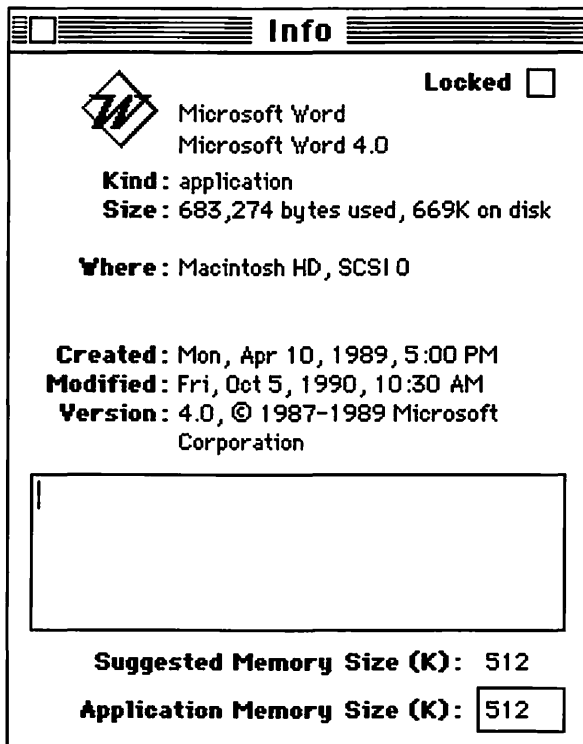 Info
Locked
Microsoft Word
Microsoft Word 4.0
Kind: application
Size: 683,274 bytes used, 669K on disk
Where: Macintosh HD, SCSI 0
Created: Mon, Apr 10, 1989, 5:00 PM
Modified: Fri, Oct 5, 1990, 10:30 AM
Version: 4.0, © 1987-1989 Microsoft
Corporation
Suggested Memory Size (K): 512
Application Memory Size (K): 512